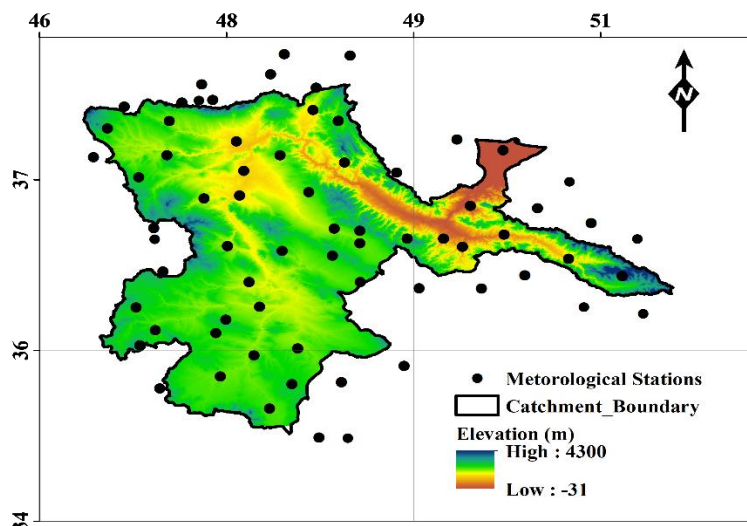 46 48 49 51
N
37
36
34
Metorological Stations
Catchment_Boundary
Elevation (m)
High : 4300
Low : -31